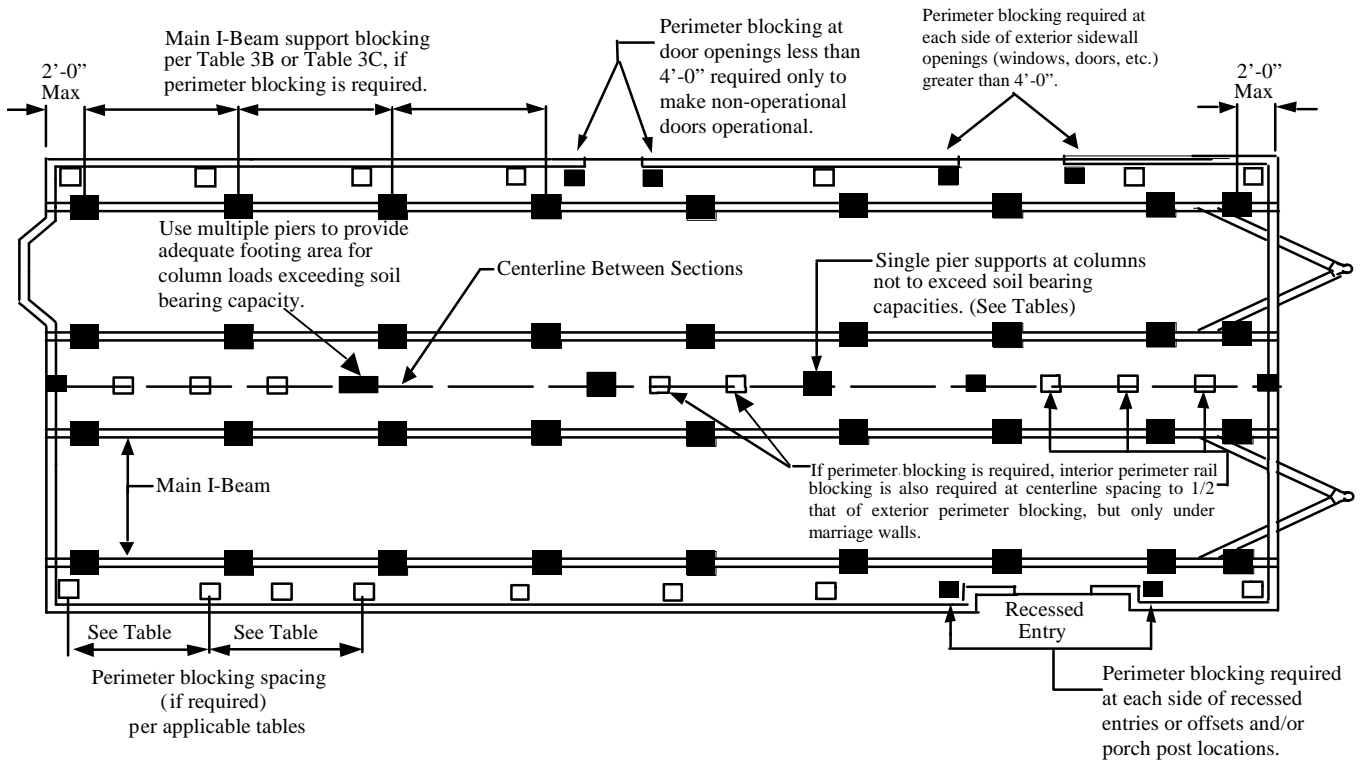 Main I-Beam support blocking
per Table 3B or Table 3C, if
perimeter blocking is required.
2’-0”
Max
Perimeter blocking at
door openings less than
4’-0” required only to
make non-operational
doors operational.
Perimeter blocking required at
each side of exterior sidewall
openings (windows, doors, etc.)
greater than 4’-0”.
2’-0”
Max
Use multiple piers to provide
adequate footing area for
column loads exceeding soil
bearing capacity.
Centerline Between Sections
Single pier supports at columns
not to exceed soil bearing
capacities. (See Tables)
Main I-Beam
If perimeter blocking is required, interior perimeter rail
blocking is also required at centerline spacing to 1/2
that of exterior perimeter blocking, but only under
marriage walls.
See Table
See Table
Perimeter blocking spacing
(if required)
per applicable tables
Recessed
Entry
Perimeter blocking required
at each side of recessed
entries or offsets and/or
porch post locations.